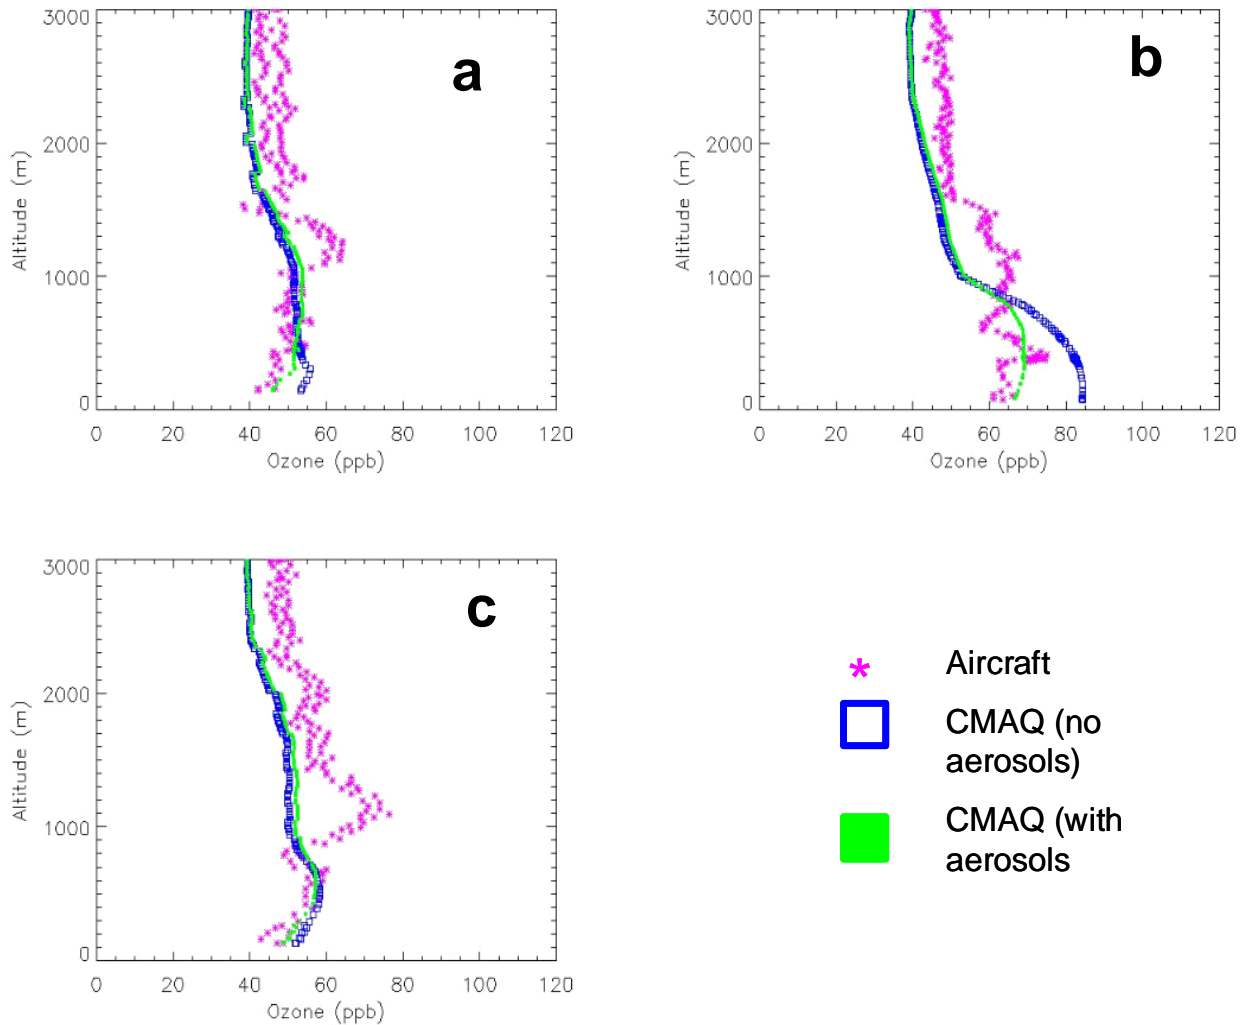 3000
2000
1000
0
Altitude (m)
a
0 20 40 60 80 100 120
Ozone (ppb)
3000
2000
1000
0
Altitude (m)
b
0 20 40 60 80 100 120
Ozone (ppb)
3000
2000
1000
0
Altitude (m)
c
0 20 40 60 80 100 120
Ozone (ppb)
Aircraft
CMAQ (no
aerosols)
CMAQ (with
aerosols